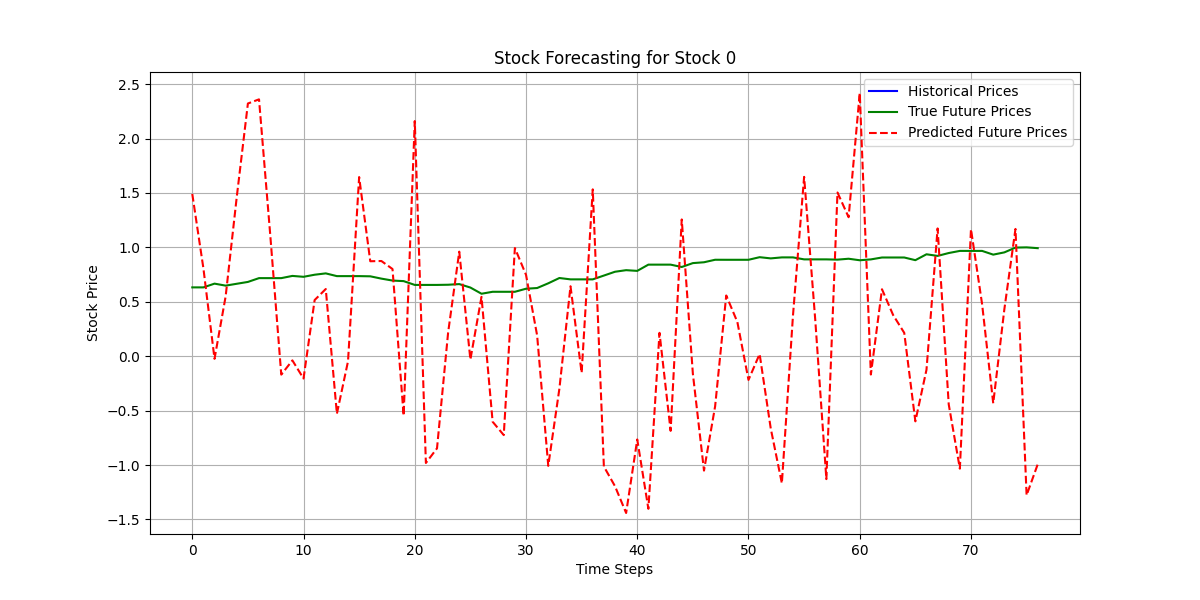 Stock Forecasting for Stock 0
Historical Prices
True Future Prices
Predicted Future Prices
2.5
2.0
1.5
1.0
0.5
0.0
−0.5
−1.0
−1.5
Stock Price
0 10 20 30 40 50 60 70
Time Steps